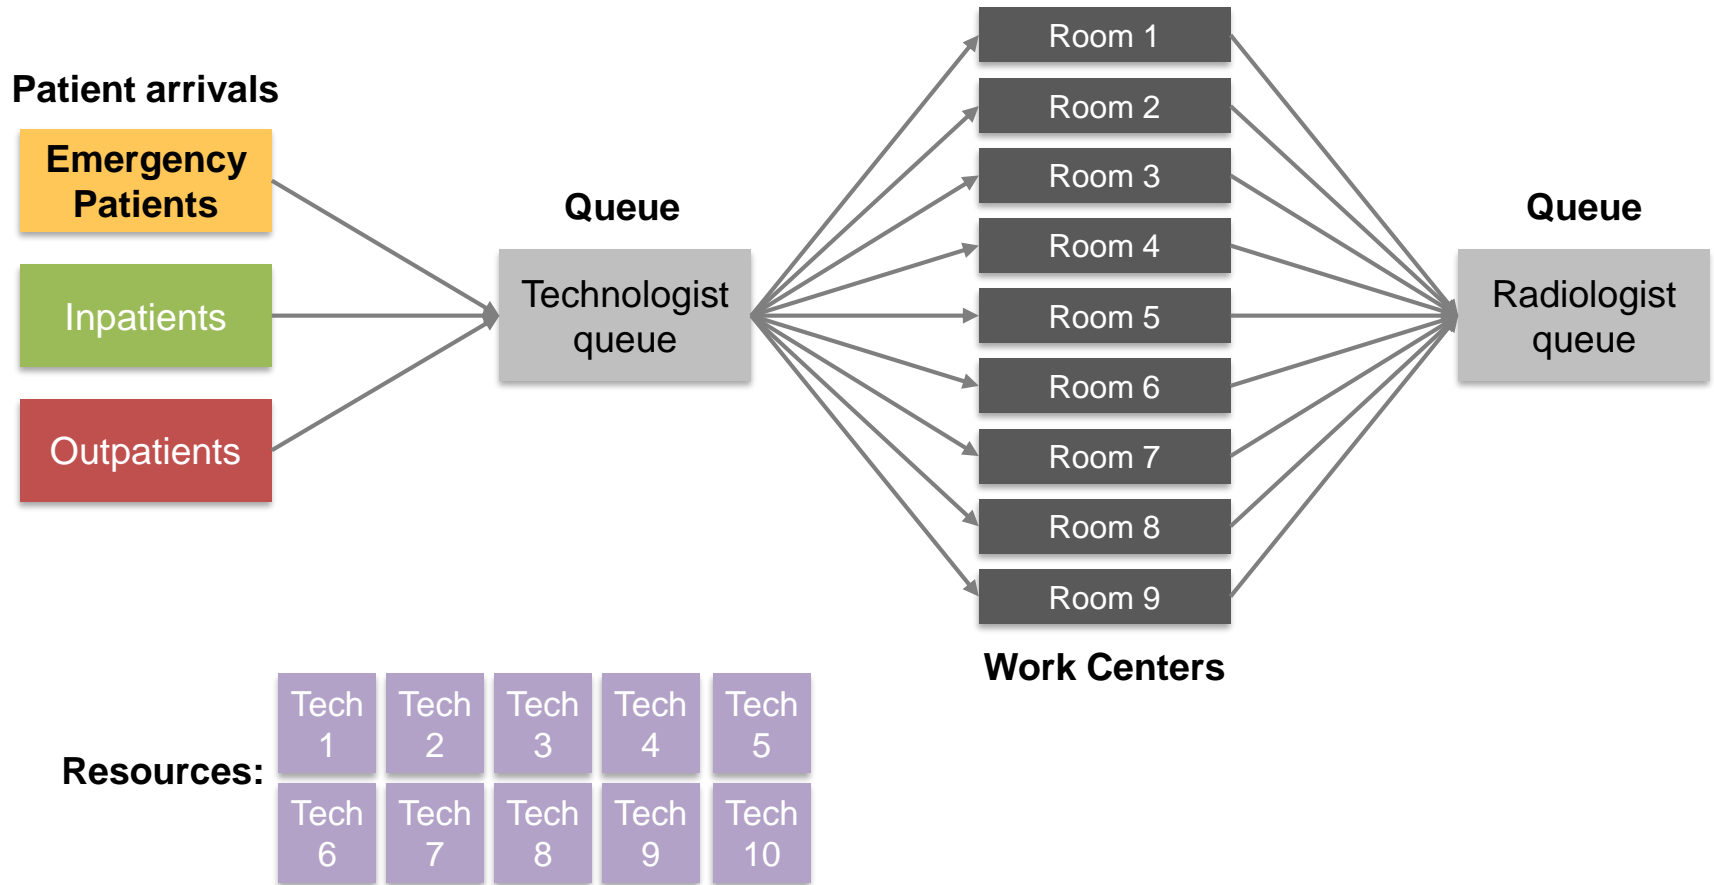 Patient arrivals
Emergency
Patients
Inpatients
Outpatients
Queue
Technologist
queue
Room 1
Room 2
Room 3
Room 4
Room 5
Room 6
Room 7
Room 8
Room 9
Work Centers
Queue
Radiologist
queue
Resources:
Tech
1
Tech
2
Tech
3
Tech
4
Tech
5
Tech
6
Tech
7
Tech
8
Tech
9
Tech
10